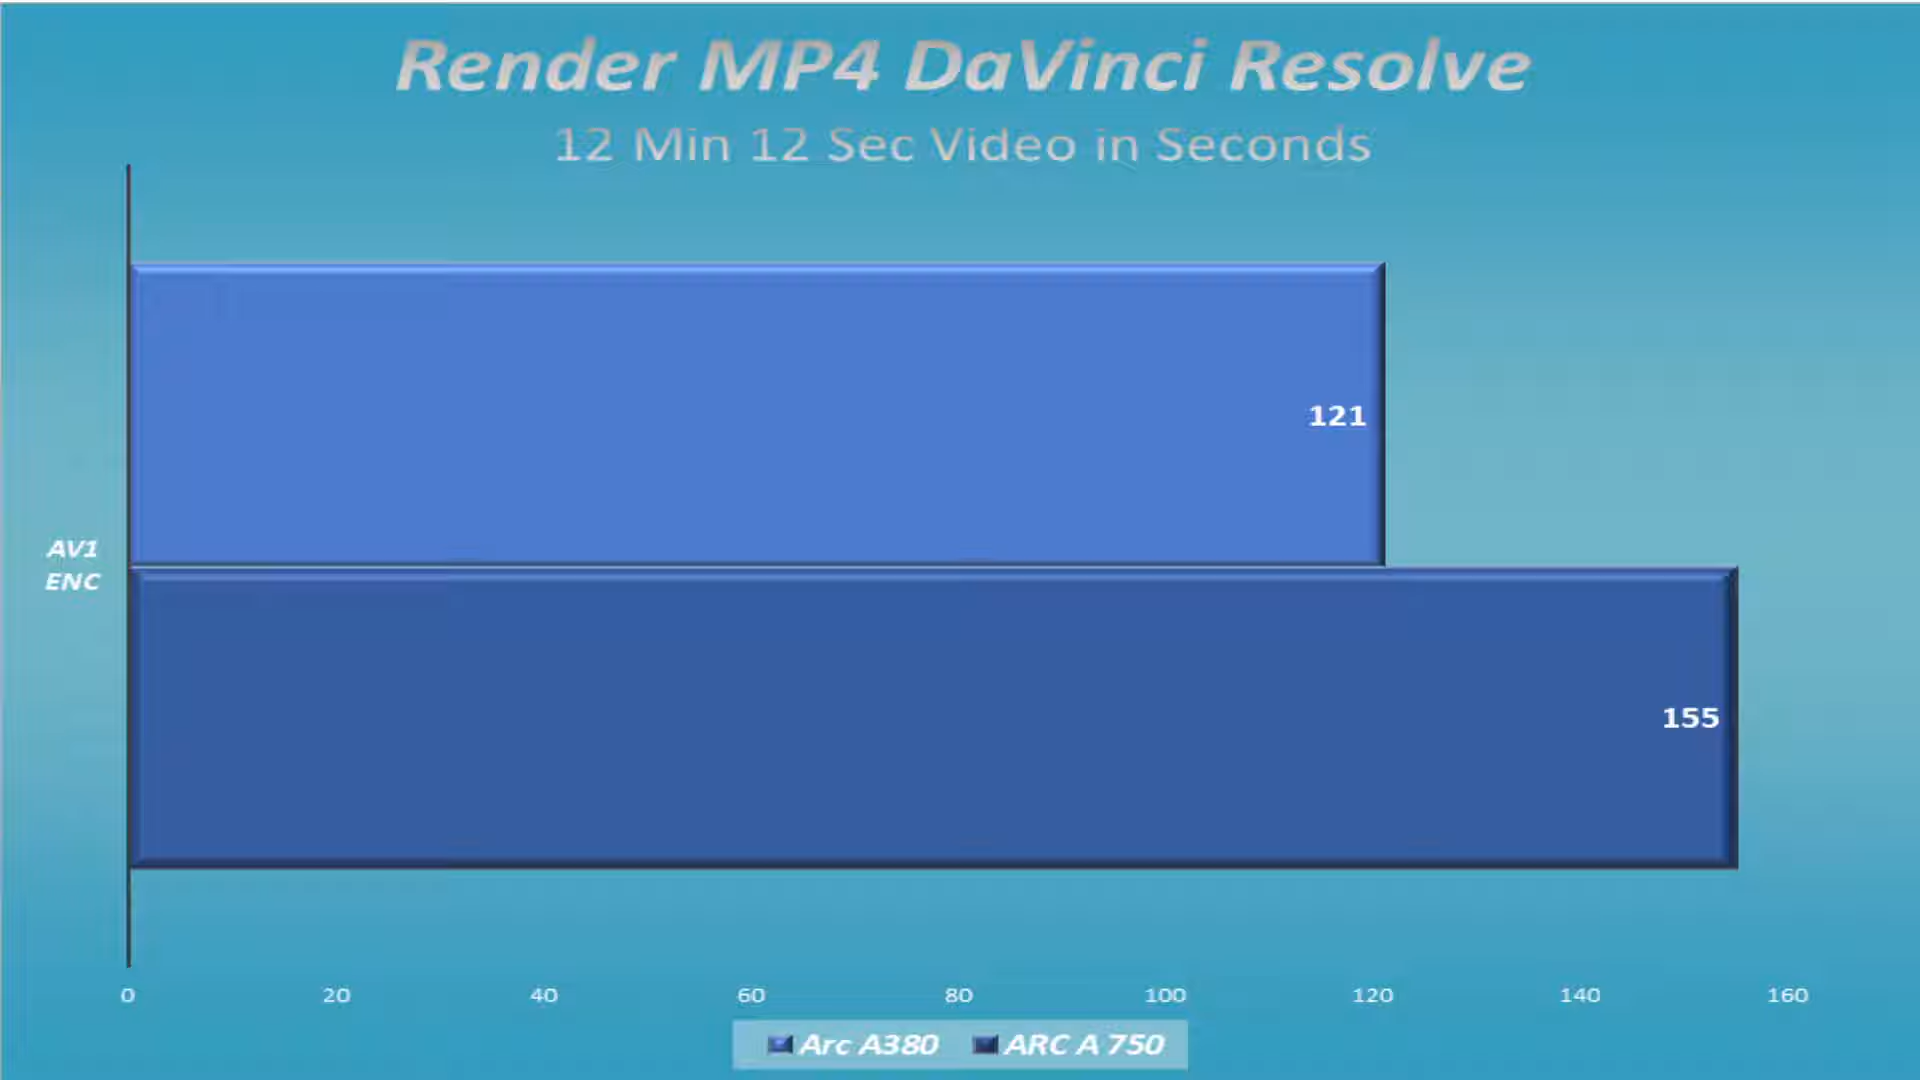 Render MP4 DaVinci Resolve
12 Min 12 Sec Video in Seconds
121
AV1
ENC
155
0 20 40 60 80 100 120 140 160
Arc A380 ARC A 750